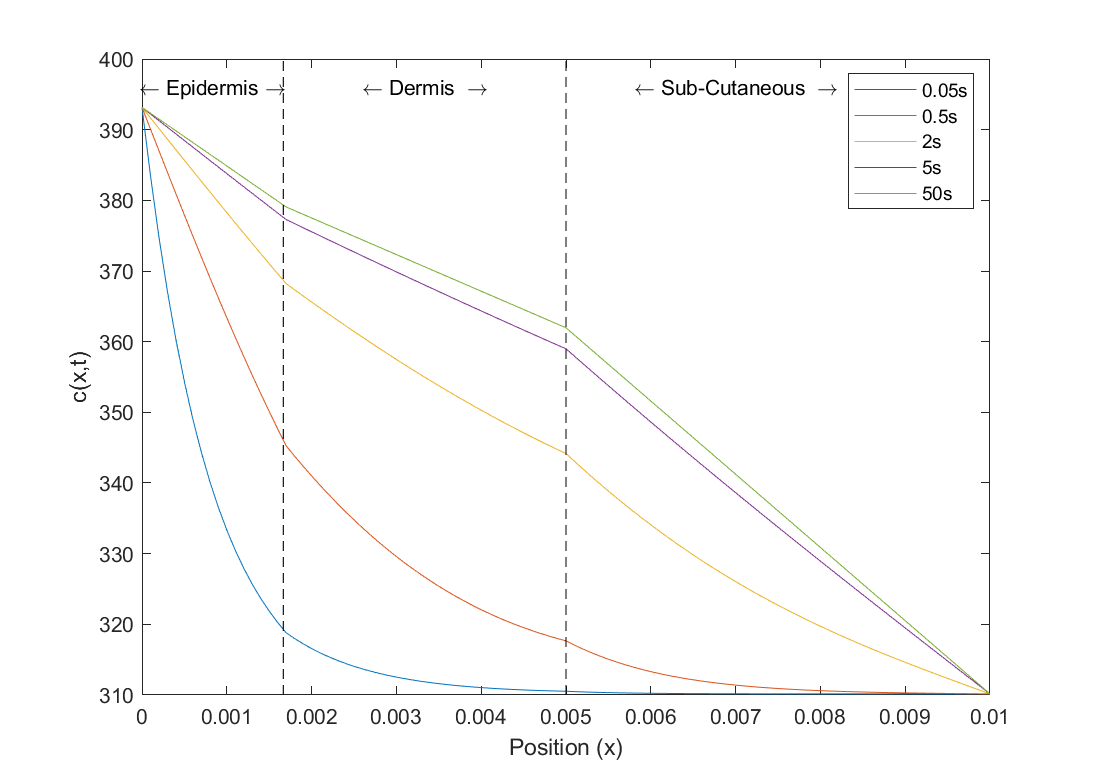 400
390
380
370
360
350
340
330
320
310
c(x,t)
← Epidermis →
← Dermis →
← Sub-Cutaneous →
0.05s
0.5s
2s
5s
50s
0 0.001 0.002 0.003 0.004 0.005 0.006 0.007 0.008 0.009 0.01
Position (x)